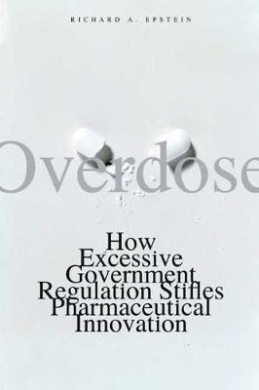 RICHARD A. EPSTEIN
Overdose
How
Excessive
Government
Regulation Stifles
Pharmaceutical
Innovation